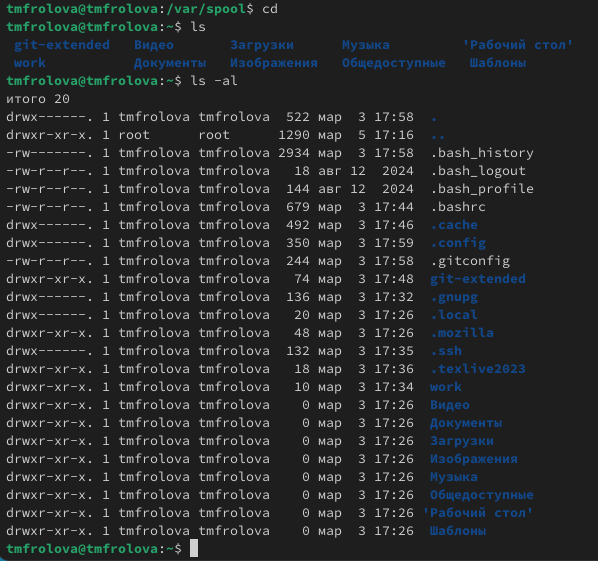 tmfrolova@tmfrolova:/var/spool$ cd
tmfrolova@tmfrolova:~$ ls
git-extended Видео Загрузки Музыка 'Рабочий стол'
work Документы Изображения Общедоступные Шаблоны
tmfrolova@tmfrolova:~$ ls -al
итого 20
drwx------. 1 tmfrolova tmfrolova 522 мар 3 17:58 .
drwxr-xr-x. 1 root root 1290 мар 5 17:16 ..
-rw-------. 1 tmfrolova tmfrolova 2934 мар 3 17:58 .bash_history
-rw-r--r--. 1 tmfrolova tmfrolova 18 авг 12 2024 .bash_logout
-rw-r--r--. 1 tmfrolova tmfrolova 144 авг 12 2024 .bash_profile
-rw-r--r--. 1 tmfrolova tmfrolova 679 мар 3 17:44 .bashrc
drwx------. 1 tmfrolova tmfrolova 492 мар 3 17:46 .cache
drwx------. 1 tmfrolova tmfrolova 350 мар 3 17:59 .config
-rw-r--r--. 1 tmfrolova tmfrolova 244 мар 3 17:58 .gitconfig
drwxr-xr-x. 1 tmfrolova tmfrolova 74 мар 3 17:48 git-extended
drwx------. 1 tmfrolova tmfrolova 136 мар 3 17:32 .gnupg
drwx------. 1 tmfrolova tmfrolova 20 мар 3 17:26 .local
drwxr-xr-x. 1 tmfrolova tmfrolova 48 мар 3 17:26 .mozilla
drwx------. 1 tmfrolova tmfrolova 132 мар 3 17:35 .ssh
drwxr-xr-x. 1 tmfrolova tmfrolova 18 мар 3 17:36 .texlive2023
drwxr-xr-x. 1 tmfrolova tmfrolova 10 мар 3 17:34 work
drwxr-xr-x. 1 tmfrolova tmfrolova 0 мар 3 17:26 Видео
drwxr-xr-x. 1 tmfrolova tmfrolova 0 мар 3 17:26 Документы
drwxr-xr-x. 1 tmfrolova tmfrolova 0 мар 3 17:26 Загрузки
drwxr-xr-x. 1 tmfrolova tmfrolova 0 мар 3 17:26 Изображения
drwxr-xr-x. 1 tmfrolova tmfrolova 0 мар 3 17:26 Музыка
drwxr-xr-x. 1 tmfrolova tmfrolova 0 мар 3 17:26 Общедоступные
drwxr-xr-x. 1 tmfrolova tmfrolova 0 мар 3 17:26 'Рабочий стол'
drwxr-xr-x. 1 tmfrolova tmfrolova 0 мар 3 17:26 Шаблоны
tmfrolova@tmfrolova:~$